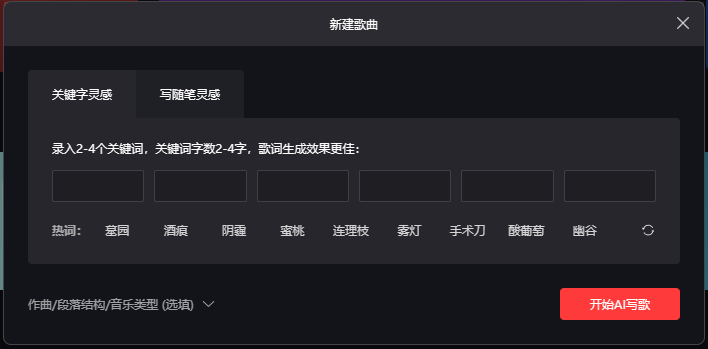 新建歌曲
关键字灵感 写随笔灵感
录入2-4个关键词，关键词字数2-4字，歌词生成效果更佳：
热词： 墓园 酒痕 阴霾 蜜桃 连理枝 雾灯 手术刀 酸葡萄 幽谷
作曲/段落结构/音乐类型 (选填) 开始AI写歌